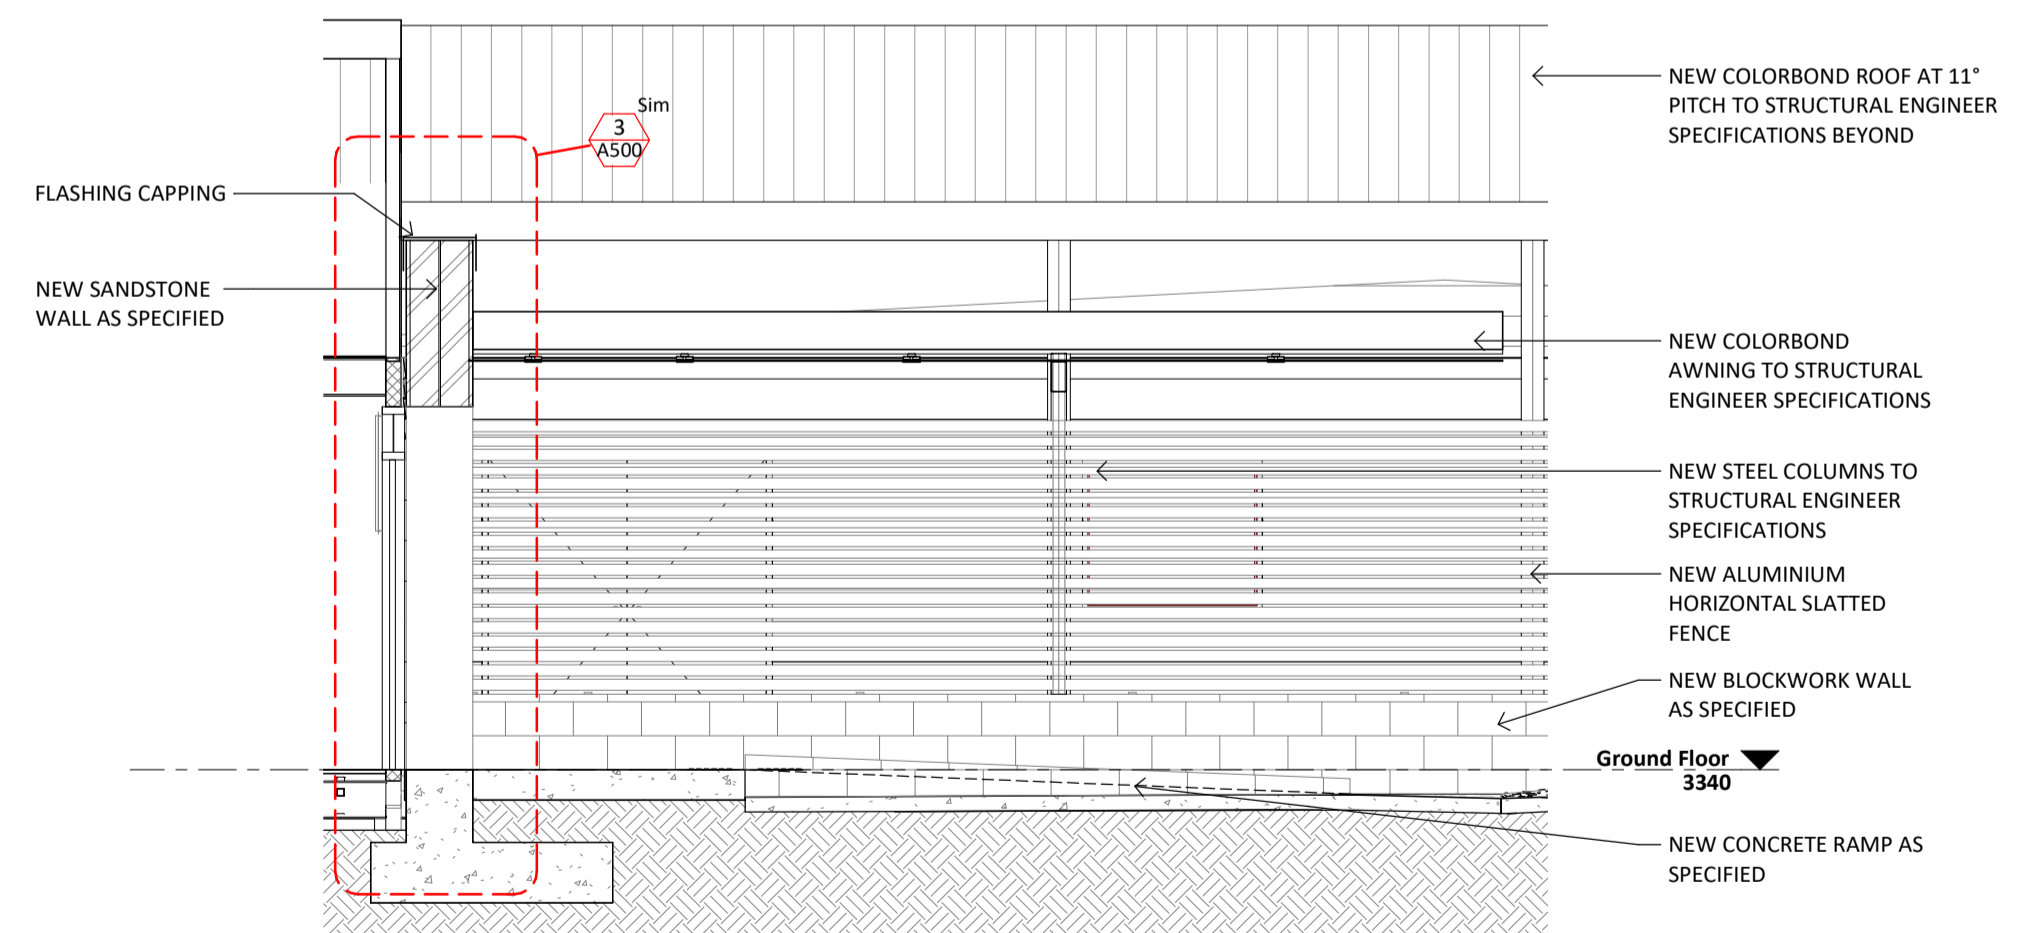 Sim
3
A500
FLASHING CAPPING
NEW SANDSTONE
WALL AS SPECIFIED
NEW COLORBOND ROOF AT 11°
PITCH TO STRUCTURAL ENGINEER
SPECIFICATIONS BEYOND
NEW COLORBOND
AWNING TO STRUCTURAL
ENGINEER SPECIFICATIONS
NEW STEEL COLUMNS TO
STRUCTURAL ENGINEER
SPECIFICATIONS
NEW ALUMINIUM
HORIZONTAL SLATTED
FENCE
NEW BLOCKWORK WALL
AS SPECIFIED
Ground Floor
3340
NEW CONCRETE RAMP AS
SPECIFIED